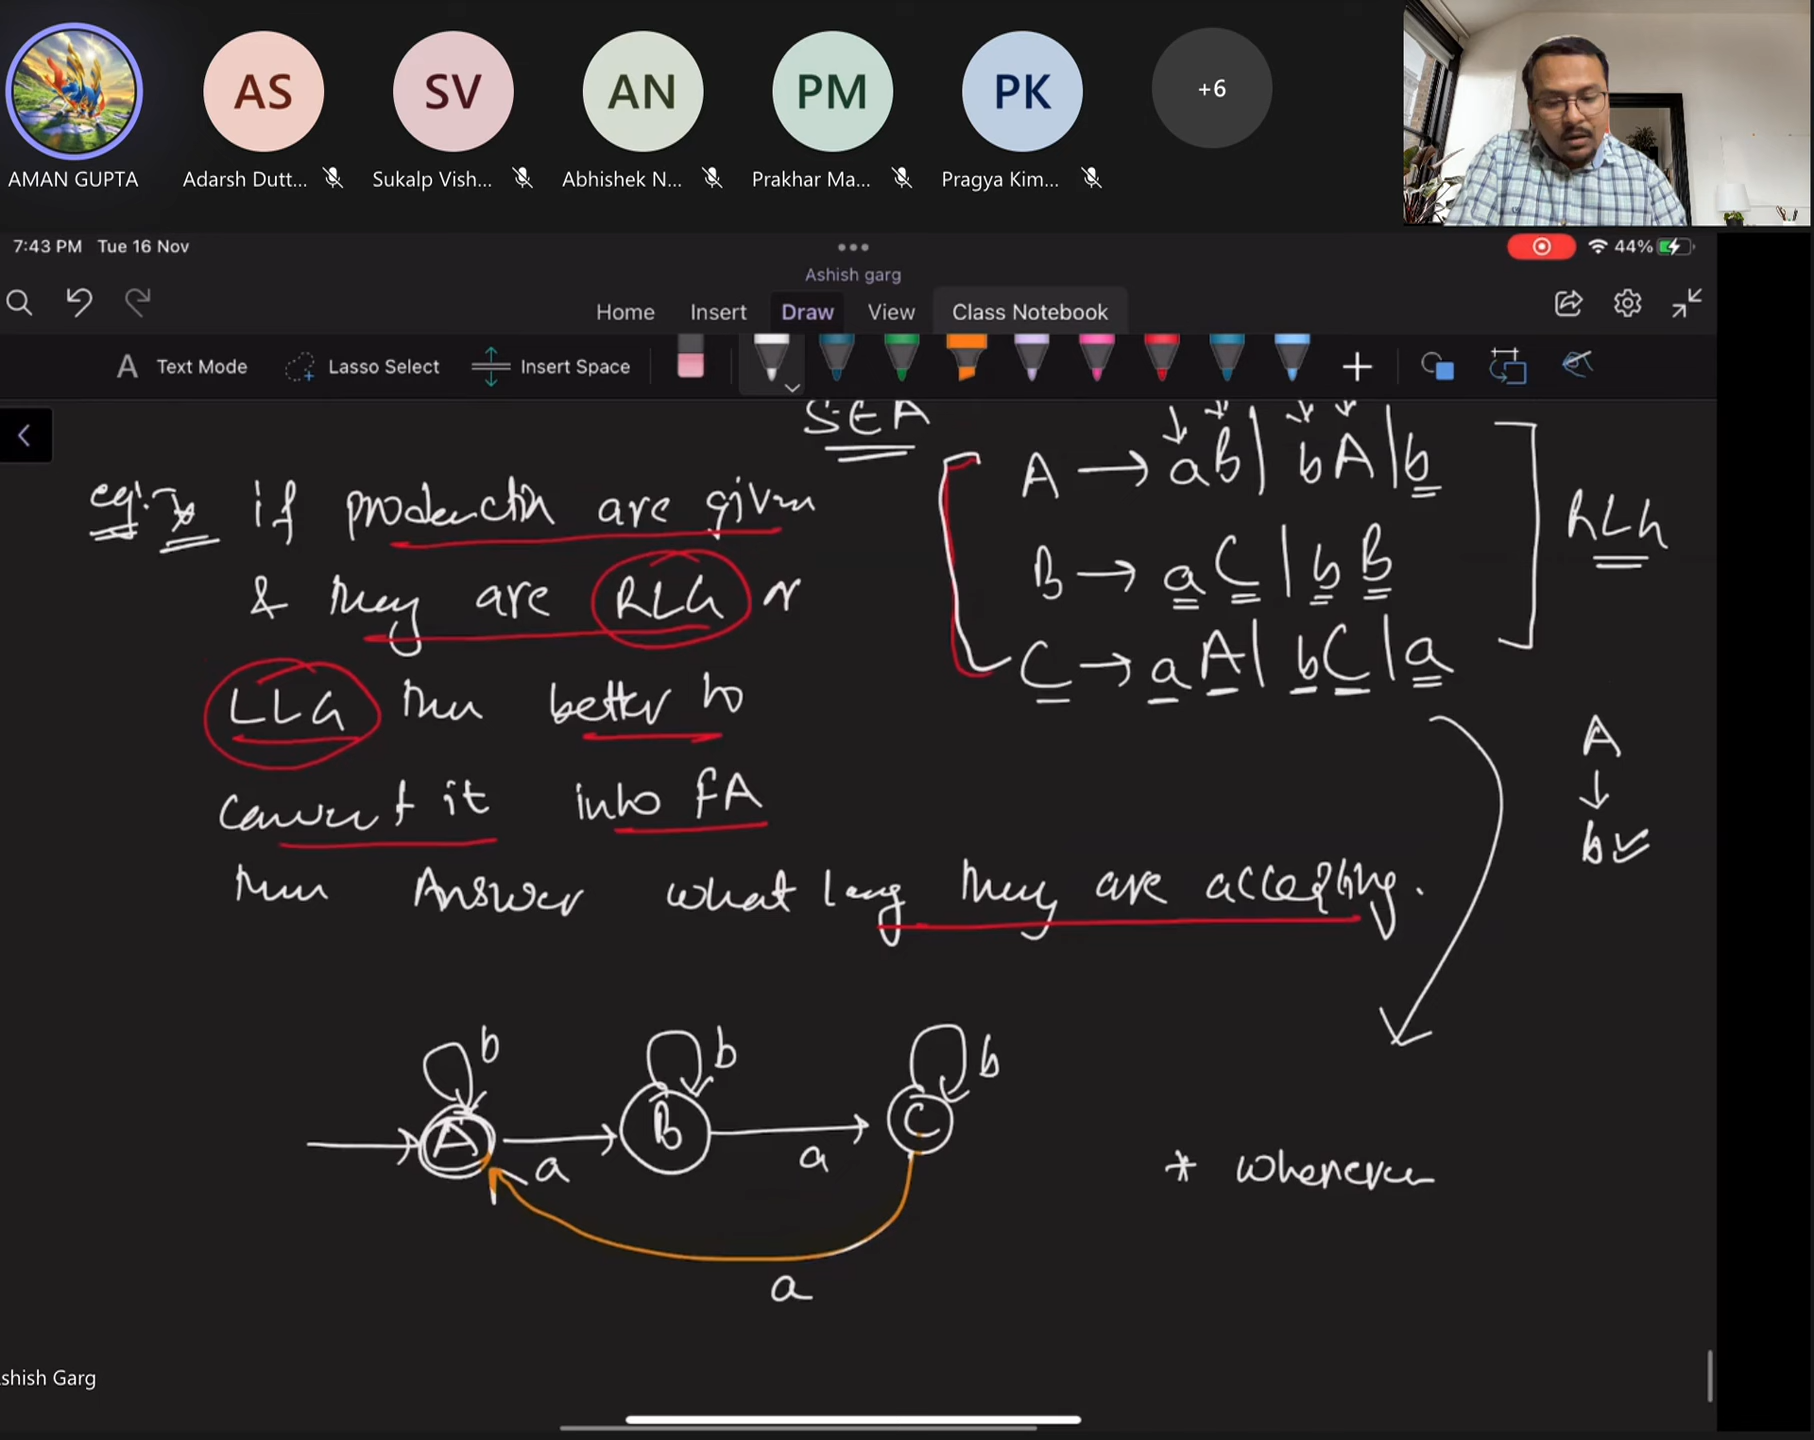 AS SV AN PM PK +6
AMAN GUPTA Adarsh Dutt... Sukalp Vish... Abhishek N... Prakhar Ma... Pragya Kim...
7:43 PM Tue 16 Nov
44%
Ashish garg
Home Insert Draw View Class Notebook
A Text Mode Lasso Select Insert Space
A → aB | bA | b
B → aC | bB
C → aA | bC | a
RLG
eg:→ if production are given
& they are RLG or
LLG then better to
convert it into FA
then Answer what lang they are accepting.
A
↓
b✓
b b b
A B C
a a
a
* whenever
shish Garg